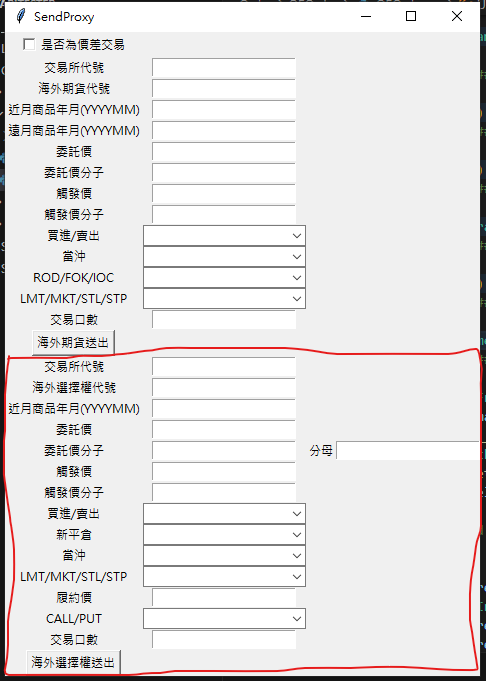 SendProxy
是否為價差交易
交易所代號
海外期貨代號
近月商品年月(YYYYMM)
遠月商品年月(YYYYMM)
委託價
委託價分子
觸發價
觸發價分子
買進/賣出
當沖
ROD/FOK/IOC
LMT/MKT/STL/STP
交易口數
海外期貨送出
交易所代號
海外選擇權代號
近月商品年月(YYYYMM)
委託價
委託價分子 分母
觸發價
觸發價分子
買進/賣出
新平倉
當沖
LMT/MKT/STL/STP
履約價
CALL/PUT
交易口數
海外選擇權送出